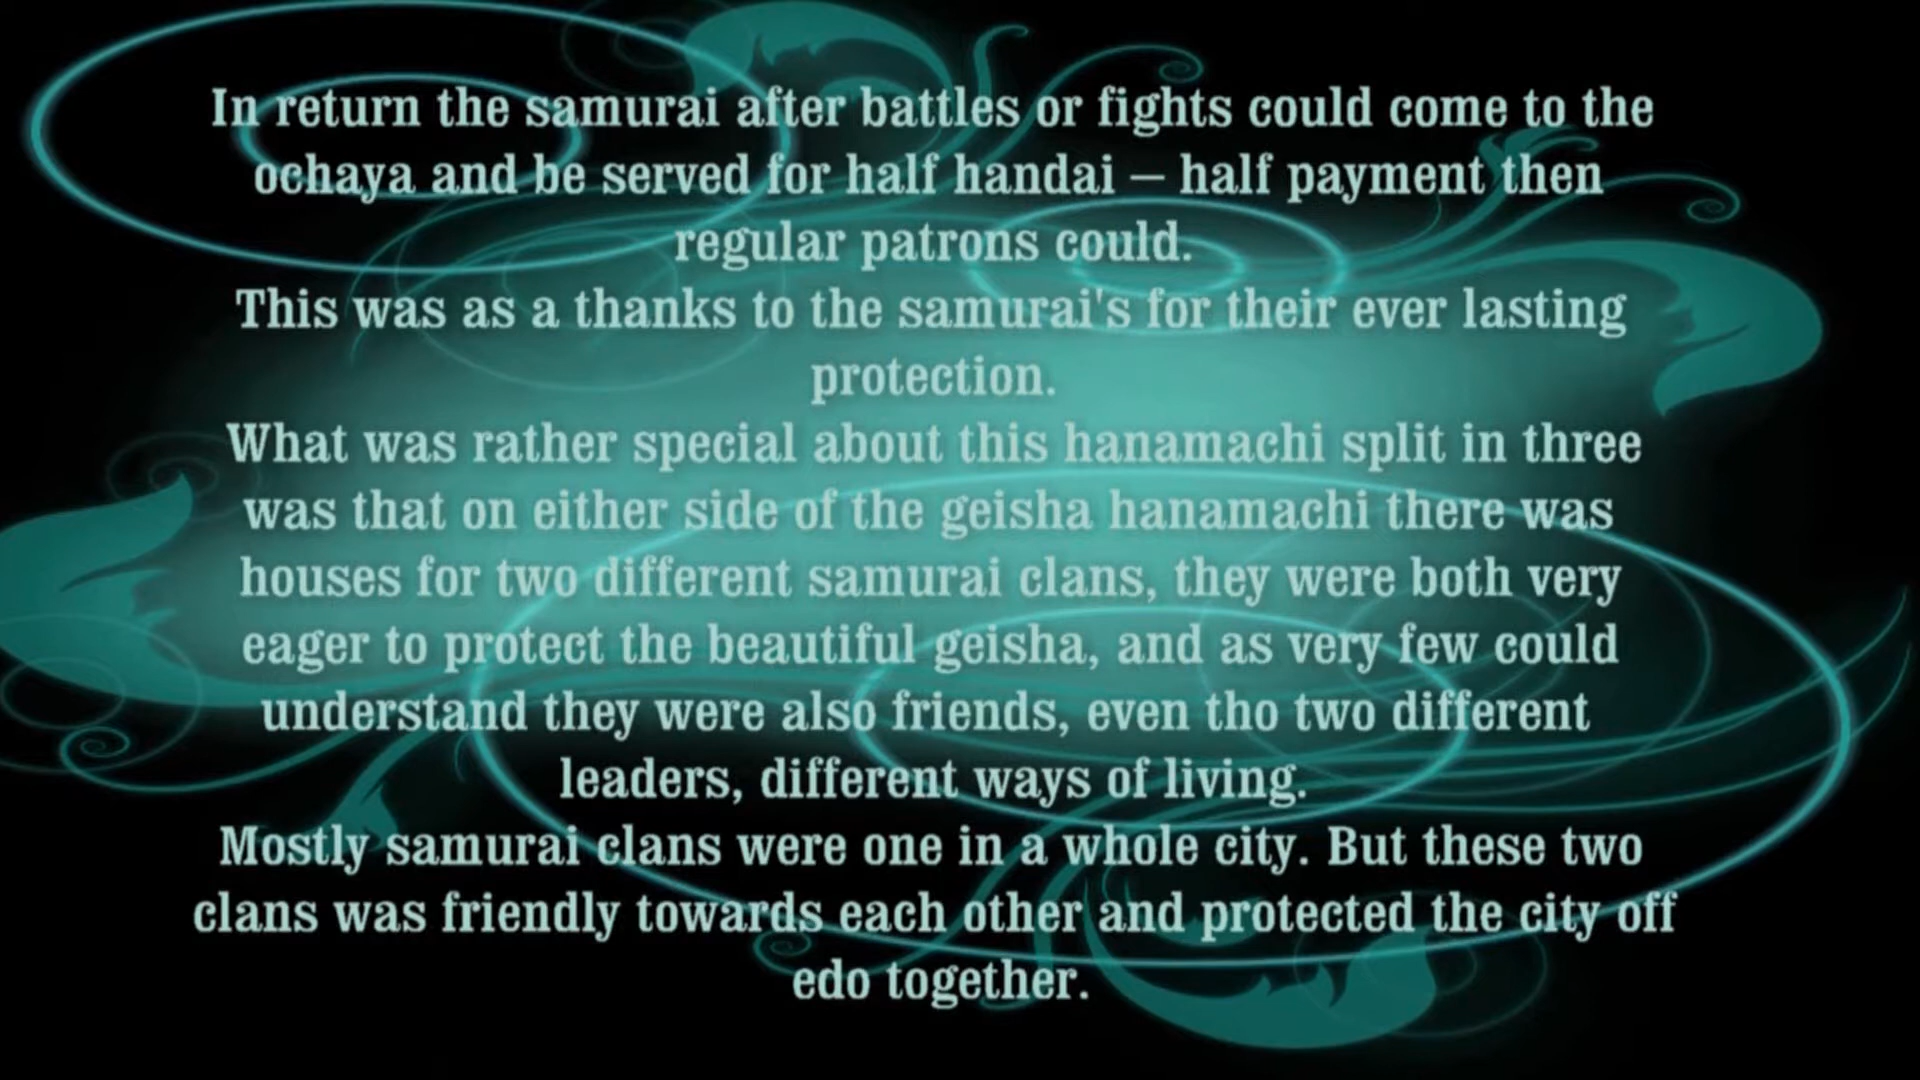 In return the samurai after battles or fights could come to the
ochaya and be served for half handai – half payment then
regular patrons could.
This was as a thanks to the samurai's for their ever lasting
protection.
What was rather special about this hanamachi split in three
was that on either side of the geisha hanamachi there was
houses for two different samurai clans, they were both very
eager to protect the beautiful geisha, and as very few could
understand they were also friends, even tho two different
leaders, different ways of living.
Mostly samurai clans were one in a whole city. But these two
clans was friendly towards each other and protected the city off
edo together.